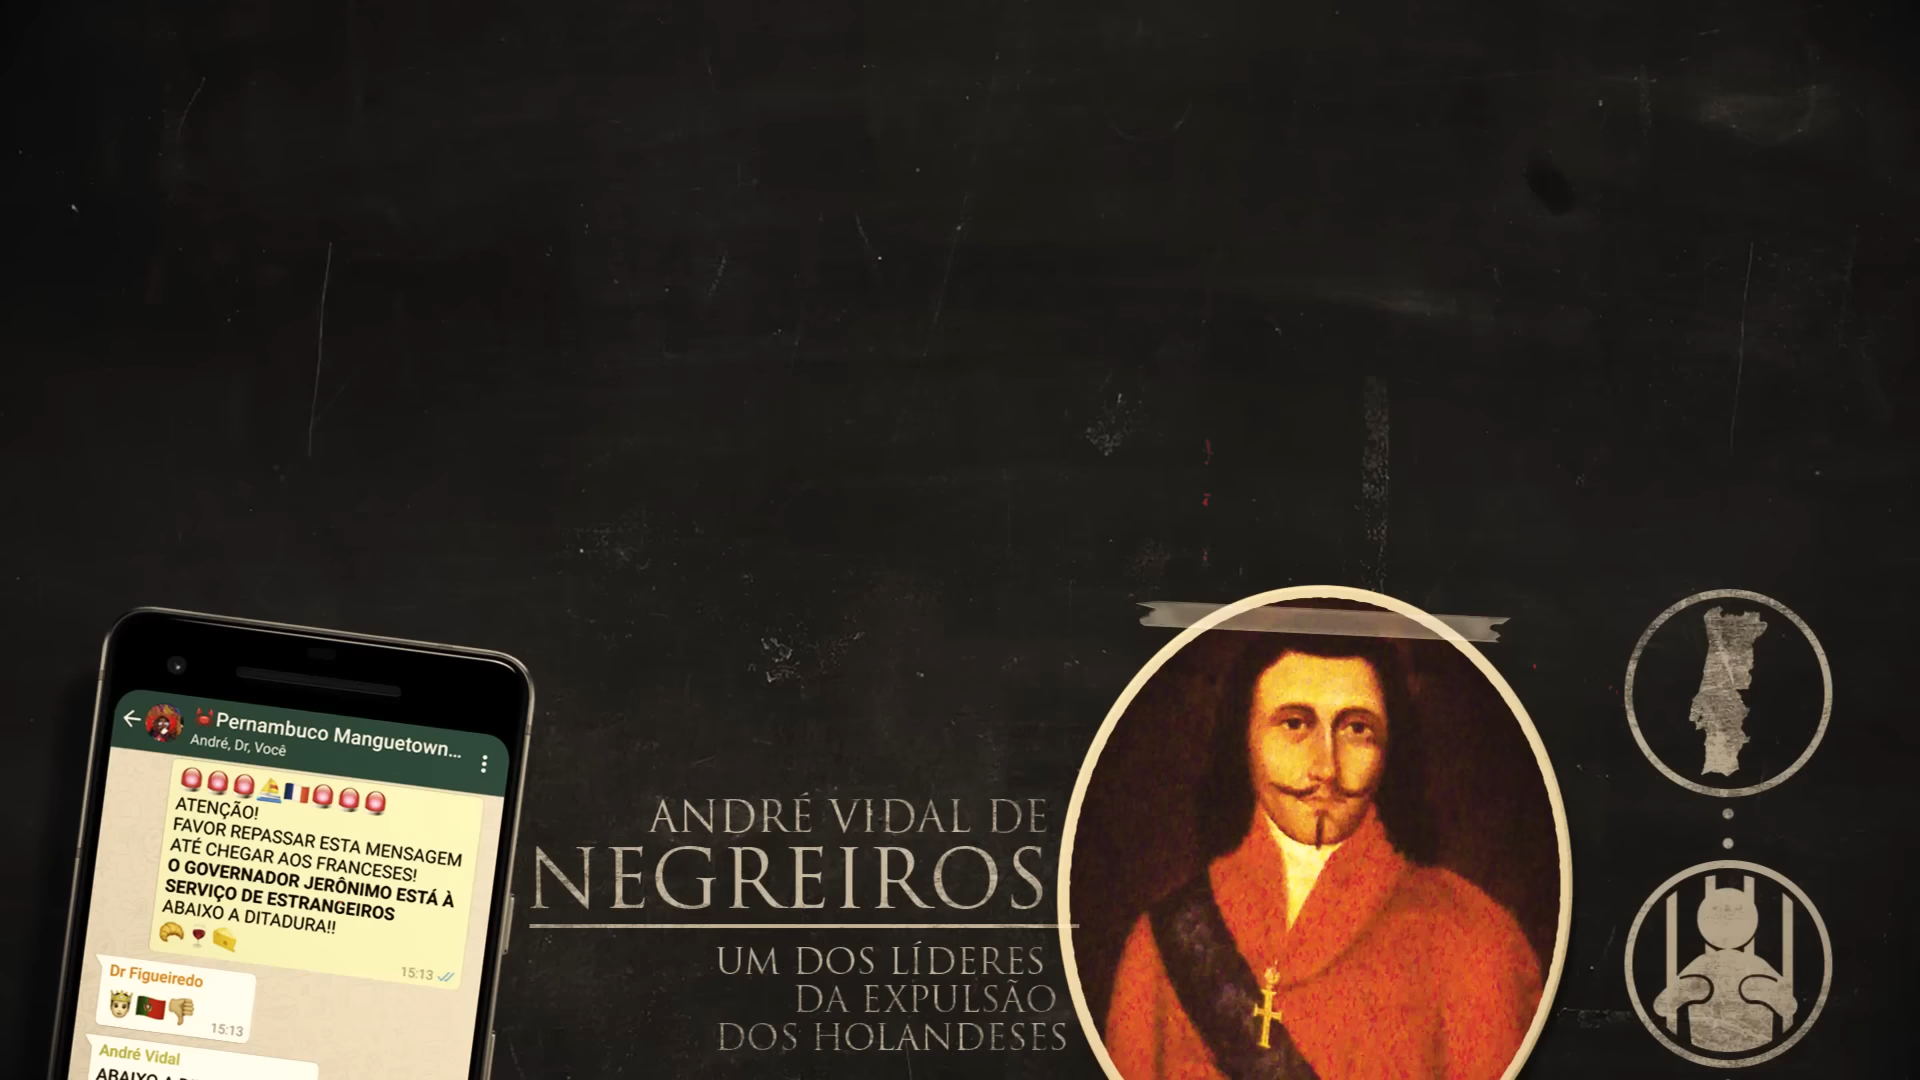 Pernambuco Manguetown...
André, Dr, Você
ATENÇÃO!
FAVOR REPASSAR ESTA MENSAGEM
ATÉ CHEGAR AOS FRANCESES!
O GOVERNADOR JERÔNIMO ESTÁ À
SERVIÇO DE ESTRANGEIROS
ABAIXO A DITADURA!!
15:13
Dr Figueiredo
15:13
André Vidal
ANDRÉ VIDAL DE
NEGREIROS
UM DOS LÍDERES
DA EXPULSÃO
DOS HOLANDESES